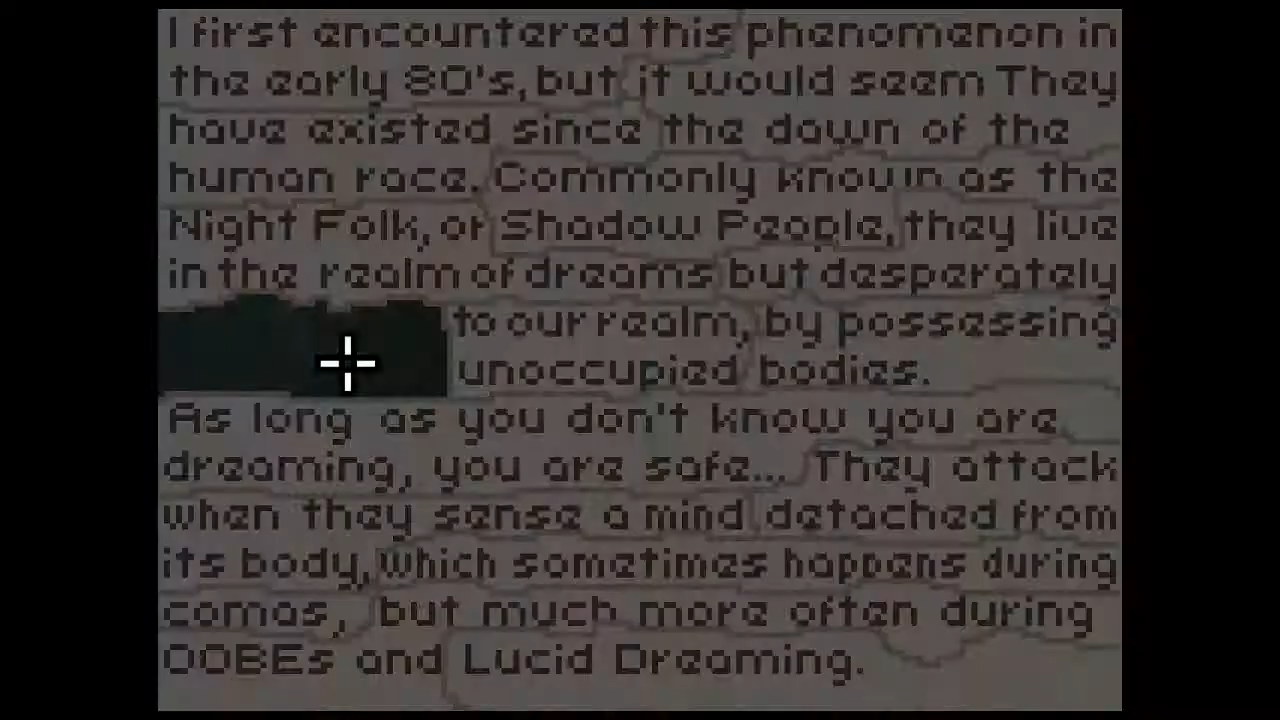 I first encountered this phenomenon in
the early 80's, but it would seem They
have existed since the dawn of the
human race. Commonly known as the
Night Folk, or Shadow People, they live
in the realm of dreams but desperately
to our realm, by possessing
unoccupied bodies.
As long as you don't know you are
dreaming, you are safe... They attack
when they sense a mind detached from
its body, which sometimes happens during
comas, but much more often during
OOBEs and Lucid Dreaming.